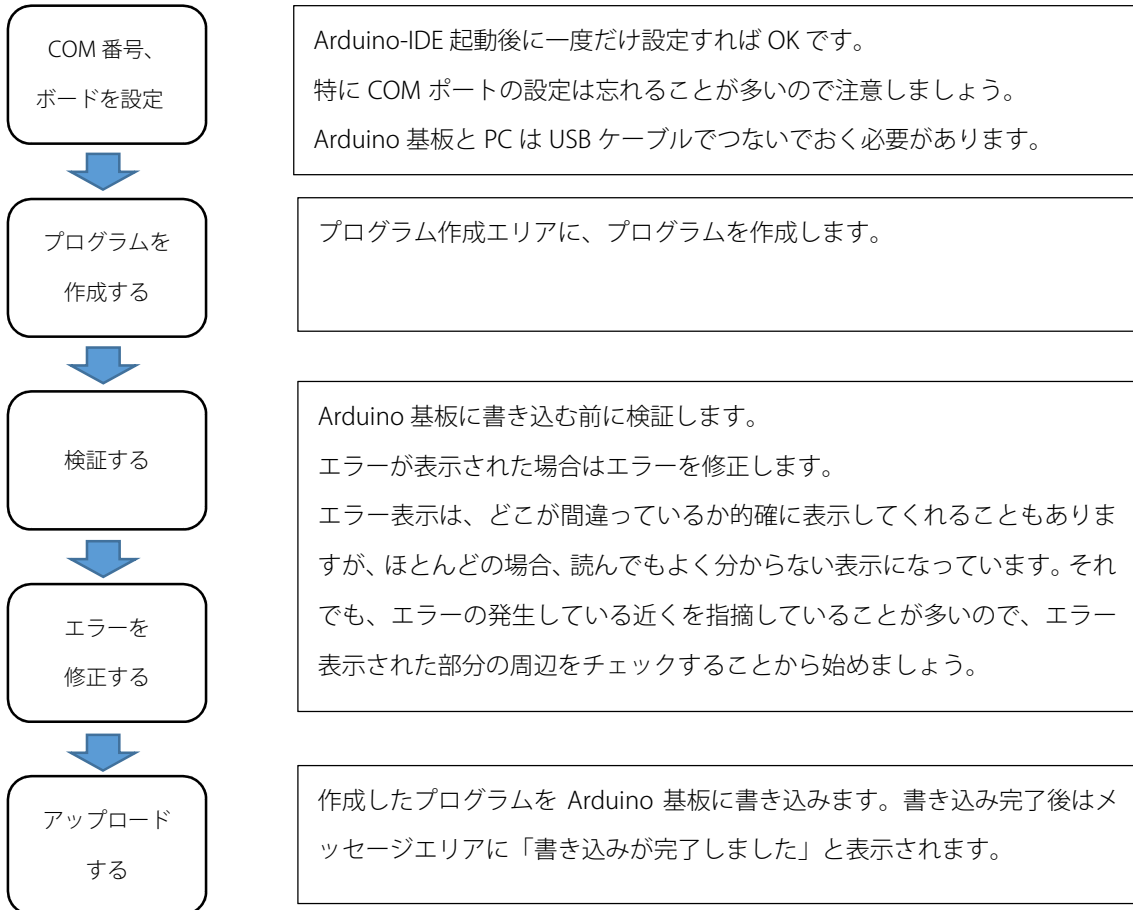 COM 番号、
ボードを設定
Arduino-IDE 起動後に一度だけ設定すれば OK です。
特に COM ポートの設定は忘れることが多いので注意しましょう。
Arduino 基板と PC は USB ケーブルでつないでおく必要があります。
プログラムを
作成する
プログラム作成エリアに、プログラムを作成します。
検証する
Arduino 基板に書き込む前に検証します。
エラーが表示された場合はエラーを修正します。
エラー表示は、どこが間違っているか的確に表示してくれることもありま
すが、ほとんどの場合、読んでもよく分からない表示になっています。それ
でも、エラーの発生している近くを指摘していることが多いので、エラー
表示された部分の周辺をチェックすることから始めましょう。
エラーを
修正する
アップロード
する
作成したプログラムを Arduino 基板に書き込みます。書き込み完了後はメ
ッセージエリアに「書き込みが完了しました」と表示されます。